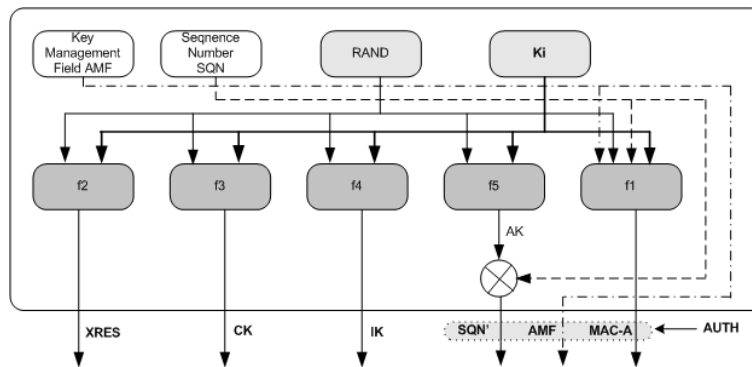 Key
Management
Field AMF
Seqnence
Number
SQN
RAND
Ki
f2
f3
f4
f5
f1
AK
XRES
CK
IK
SQN'
AMF
MAC-A
AUTH